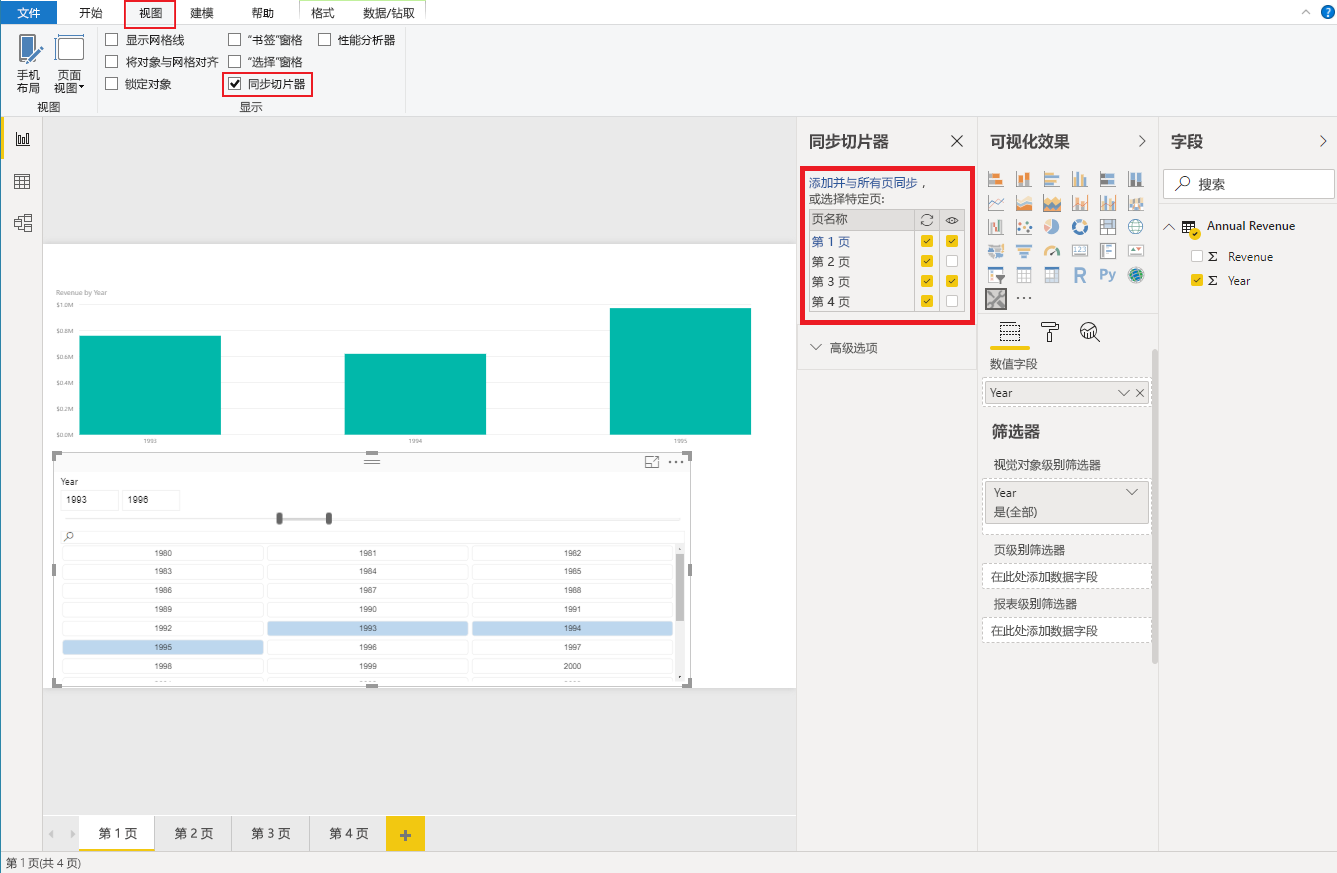 文件 开始 视图 建模 帮助 格式 数据/钻取
显示网格线 "书签"窗格 性能分析器
将对象与网格对齐 "选择"窗格
锁定对象 同步切片器
手机布局
页面视图
视图 显示
同步切片器
添加并与所有页同步，
或选择特定页:
页名称
第 1 页
第 2 页
第 3 页
第 4 页
高级选项
可视化效果
123
R Py
数值字段
Year
筛选器
视觉对象级别筛选器
Year
是(全部)
页级别筛选器
在此处添加数据字段
报表级别筛选器
在此处添加数据字段
字段
搜索
Annual Revenue
Revenue
Year
Revenue by Year
$1.0M
$0.8M
$0.6M
$0.4M
$0.2M
$0.0M
1993 1994 1995
Year
1993 1996
1980 1981 1982
1983 1984 1985
1986 1987 1988
1989 1990 1991
1992 1993 1994
1995 1996 1997
1998 1999 2000
第 1 页 第 2 页 第 3 页 第 4 页
第 1 页(共 4 页)